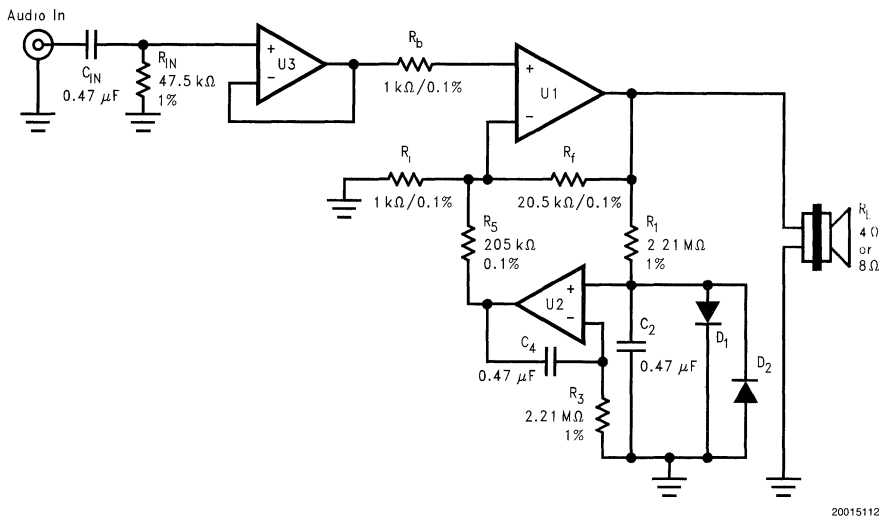 Audio In
C_IN
0.47 μF
R_IN
47.5 kΩ
1%
+
−
U3
R_b
1 kΩ/0.1%
+
−
U1
R_i
1 kΩ/0.1%
R_f
20.5 kΩ/0.1%
R_5
205 kΩ
0.1%
R_1
2 21 MΩ
1%
R_L
4 Ω
or
8 Ω
U2
+
−
C_4
0.47 μF
C_2
0.47 μF
D_1
D_2
R_3
2.21 MΩ
1%
20015112